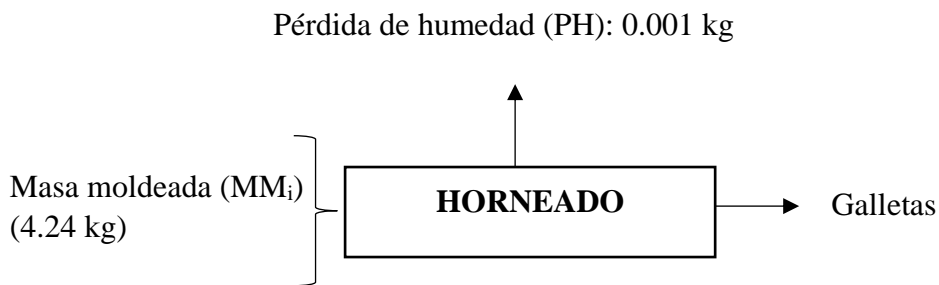 Pérdida de humedad (PH): 0.001 kg
Masa moldeada (MMi)
(4.24 kg)
HORNEADO
Galletas